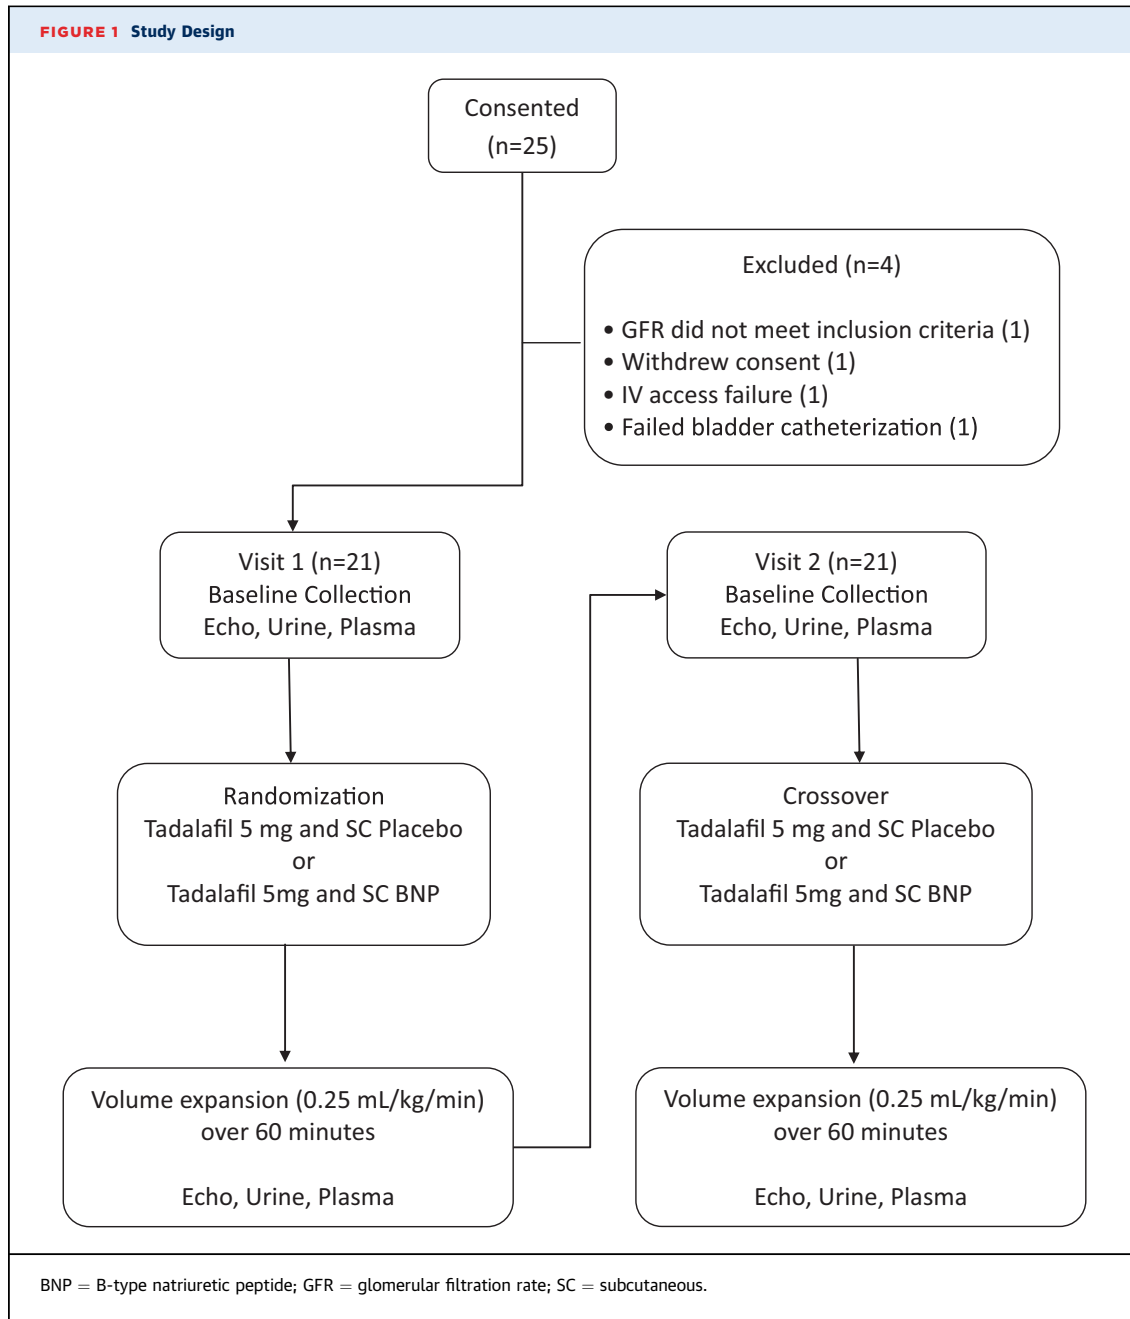 FIGURE 1 Study Design
Consented
(n=25)
Excluded (n=4)
• GFR did not meet inclusion criteria (1)
• Withdrew consent (1)
• IV access failure (1)
• Failed bladder catheterization (1)
Visit 1 (n=21)
Baseline Collection
Echo, Urine, Plasma
Randomization
Tadalafil 5 mg and SC Placebo
or
Tadalafil 5mg and SC BNP
Volume expansion (0.25 mL/kg/min)
over 60 minutes
Echo, Urine, Plasma
Visit 2 (n=21)
Baseline Collection
Echo, Urine, Plasma
Crossover
Tadalafil 5 mg and SC Placebo
or
Tadalafil 5mg and SC BNP
Volume expansion (0.25 mL/kg/min)
over 60 minutes
Echo, Urine, Plasma
BNP = B-type natriuretic peptide; GFR = glomerular filtration rate; SC = subcutaneous.